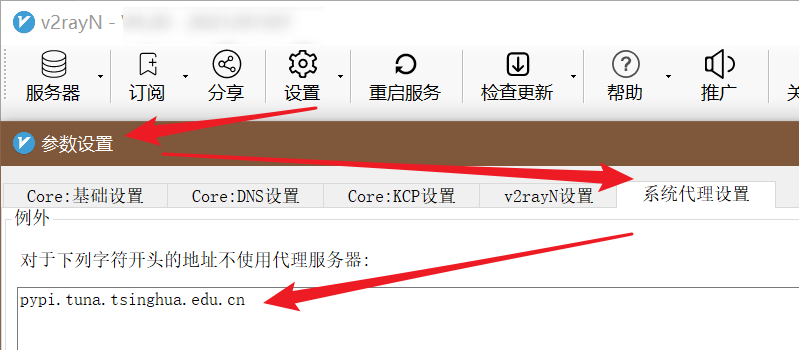 v2rayN -
服务器 订阅 分享 设置 重启服务 检查更新 帮助 推广
参数设置
Core:基础设置 Core:DNS设置 Core:KCP设置 v2rayN设置 系统代理设置
例外
对于下列字符开头的地址不使用代理服务器:
pypi.tuna.tsinghua.edu.cn